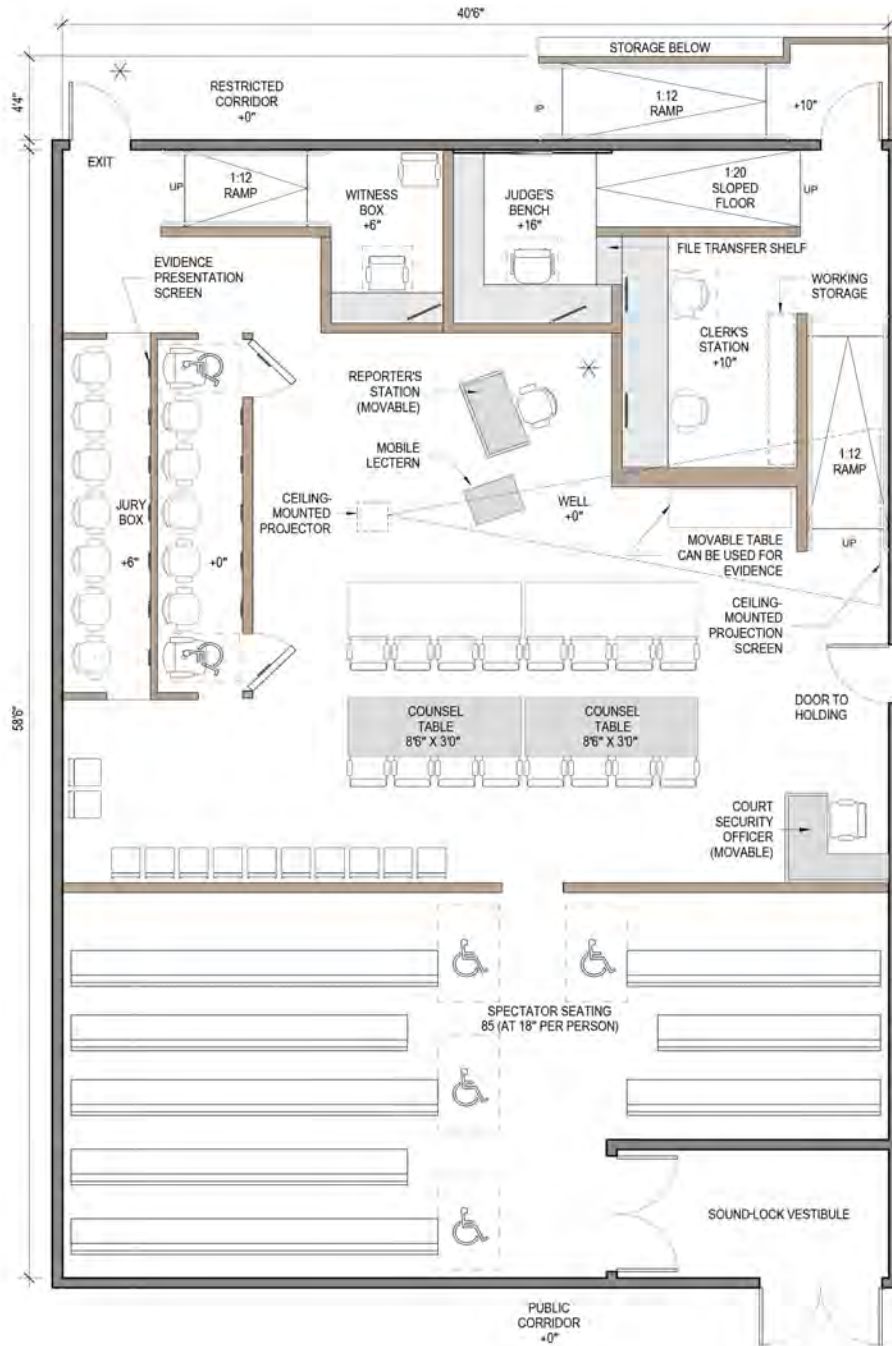 40'6"
STORAGE BELOW
RESTRICTED
CORRIDOR
+0"
4'4"
1:12
RAMP
+10"
EXIT
UP
1:12
RAMP
WITNESS
BOX
+6"
JUDGE'S
BENCH
+16"
1:20
SLOPED
FLOOR
UP
FILE TRANSFER SHELF
EVIDENCE
PRESENTATION
SCREEN
WORKING
STORAGE
CLERK'S
STATION
+10"
REPORTER'S
STATION
(MOVABLE)
MOBILE
LECTERN
1:12
RAMP
CEILING-
MOUNTED
PROJECTOR
WELL
+0"
JURY
BOX
+6"
+0"
UP
MOVABLE TABLE
CAN BE USED FOR
EVIDENCE
CEILING-
MOUNTED
PROJECTION
SCREEN
DOOR TO
HOLDING
COUNSEL
TABLE
8'6" X 3'0"
COUNSEL
TABLE
8'6" X 3'0"
58'6"
COURT
SECURITY
OFFICER
(MOVABLE)
SPECTATOR SEATING
85 (AT 18" PER PERSON)
SOUND-LOCK VESTIBULE
PUBLIC
CORRIDOR
+0"